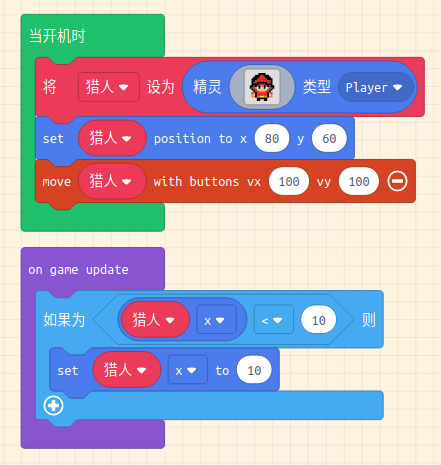 当开机时
将 猎人 设为 精灵 类型 Player
set 猎人 position to x 80 y 60
move 猎人 with buttons vx 100 vy 100
on game update
如果为 猎人 x < 10 则
set 猎人 x to 10